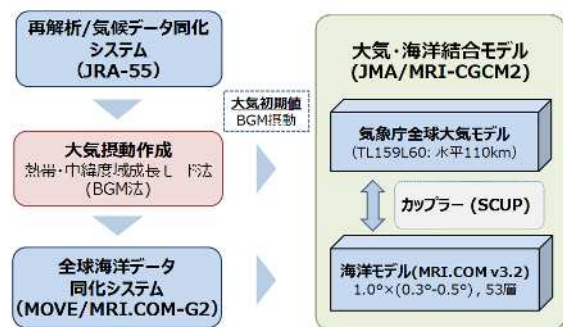 再解析/気候データ同化
システム
(JRA-55)
大気摂動作成
熱帯・中緯度域成長モード法
(BGM法)
全球海洋データ
同化システム
(MOVE/MRI.COM-G2)
大気初期値
BGM摂動
大気・海洋結合モデル
(JMA/MRI-CGCM2)
気象庁全球大気モデル
(TL159L60: 水平110km)
カップラー (SCUP)
海洋モデル(MRI.COM v3.2)
1.0°×(0.3°-0.5°) , 53層